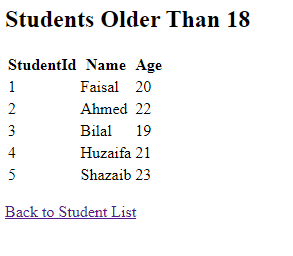 Students Older Than 18
StudentId Name Age
1 Faisal 20
2 Ahmed 22
3 Bilal 19
4 Huzaifa 21
5 Shazaib 23
Back to Student List